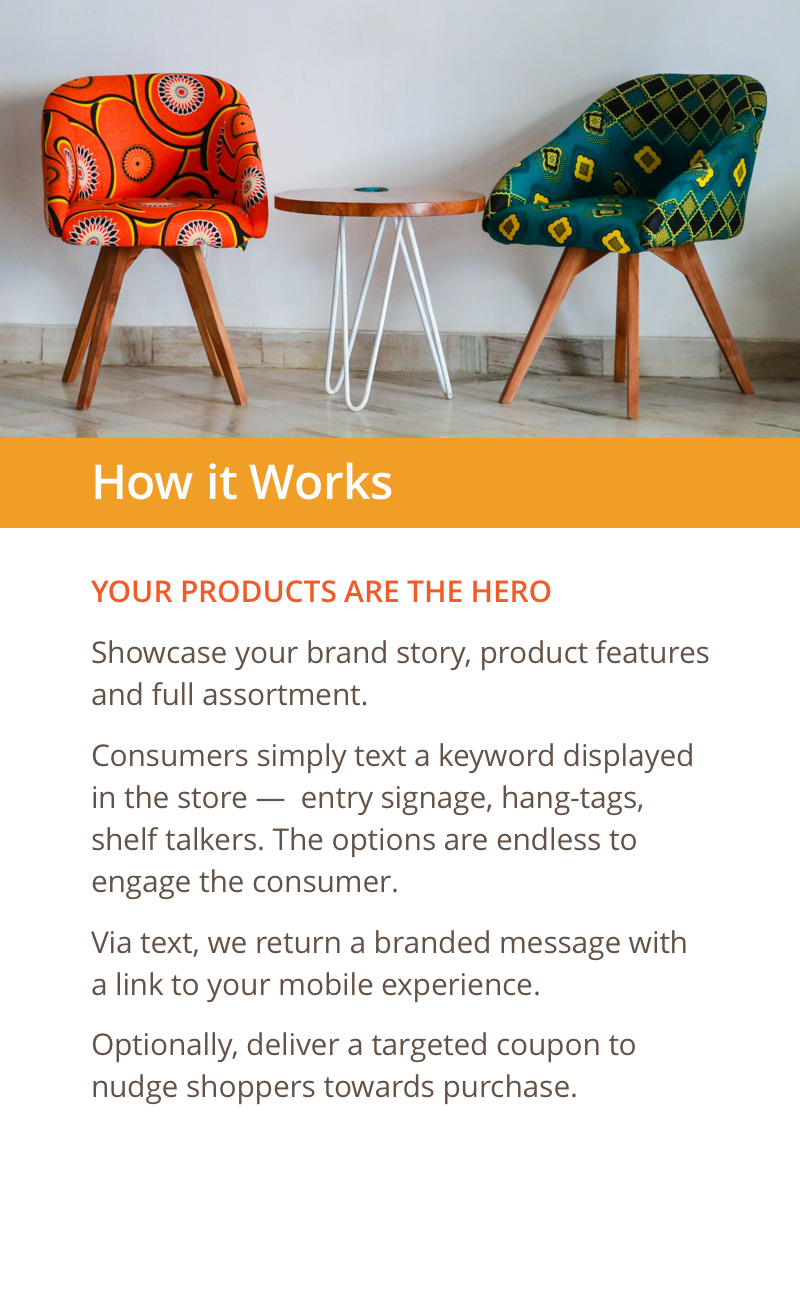 How it Works
YOUR PRODUCTS ARE THE HERO
Showcase your brand story, product features
and full assortment.
Consumers simply text a keyword displayed
in the store —  entry signage, hang-tags,
shelf talkers. The options are endless to
engage the consumer.
Via text, we return a branded message with
a link to your mobile experience.
Optionally, deliver a targeted coupon to
nudge shoppers towards purchase.